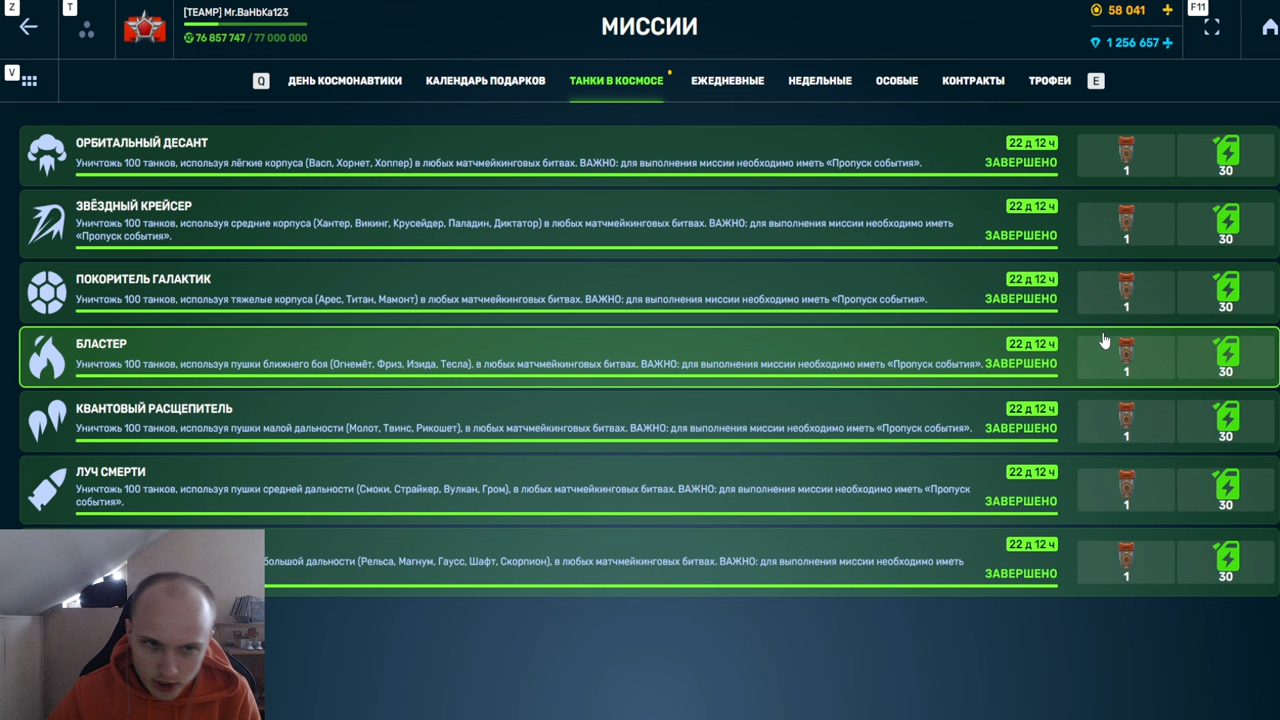 Z
T
[TEAMP] Mr.BaHbKa123
76 857 747 / 77 000 000
МИССИИ
58 041
F11
1 256 657
V
Q
ДЕНЬ КОСМОНАВТИКИ
КАЛЕНДАРЬ ПОДАРКОВ
ТАНКИ В КОСМОСЕ
ЕЖЕДНЕВНЫЕ
НЕДЕЛЬНЫЕ
ОСОБЫЕ
КОНТРАКТЫ
ТРОФЕИ
E
ОРБИТАЛЬНЫЙ ДЕСАНТ
22 д 12 ч
Уничтожь 100 танков, используя лёгкие корпуса (Васп, Хорнет, Хоппер) в любых матчмейкинговых битвах. ВАЖНО: для выполнения миссии необходимо иметь «Пропуск события».
ЗАВЕРШЕНО
1
30
ЗВЁЗДНЫЙ КРЕЙСЕР
22 д 12 ч
Уничтожь 100 танков, используя средние корпуса (Хантер, Викинг, Крусейдер, Паладин, Диктатор) в любых матчмейкинговых битвах. ВАЖНО: для выполнения миссии необходимо иметь
«Пропуск события».
ЗАВЕРШЕНО
1
30
ПОКОРИТЕЛЬ ГАЛАКТИК
22 д 12 ч
Уничтожь 100 танков, используя тяжелые корпуса (Арес, Титан, Мамонт) в любых матчмейкинговых битвах. ВАЖНО: для выполнения миссии необходимо иметь «Пропуск события».
ЗАВЕРШЕНО
1
30
БЛАСТЕР
22 д 12 ч
Уничтожь 100 танков, используя пушки ближнего боя (Огнемёт, Фриз, Изида, Тесла), в любых матчмейкинговых битвах. ВАЖНО: для выполнения миссии необходимо иметь «Пропуск события».
ЗАВЕРШЕНО
1
30
КВАНТОВЫЙ РАСЩЕПИТЕЛЬ
22 д 12 ч
Уничтожь 100 танков, используя пушки малой дальности (Молот, Твинс, Рикошет), в любых матчмейкинговых битвах. ВАЖНО: для выполнения миссии необходимо иметь «Пропуск события».
ЗАВЕРШЕНО
1
30
ЛУЧ СМЕРТИ
22 д 12 ч
Уничтожь 100 танков, используя пушки средней дальности (Смоки, Страйкер, Вулкан, Гром), в любых матчмейкинговых битвах. ВАЖНО: для выполнения миссии необходимо иметь «Пропуск
события».
ЗАВЕРШЕНО
1
30
22 д 12 ч
большой дальности (Рельса, Магнум, Гаусс, Шафт, Скорпион), в любых матчмейкинговых битвах. ВАЖНО: для выполнения миссии необходимо иметь
ЗАВЕРШЕНО
1
30